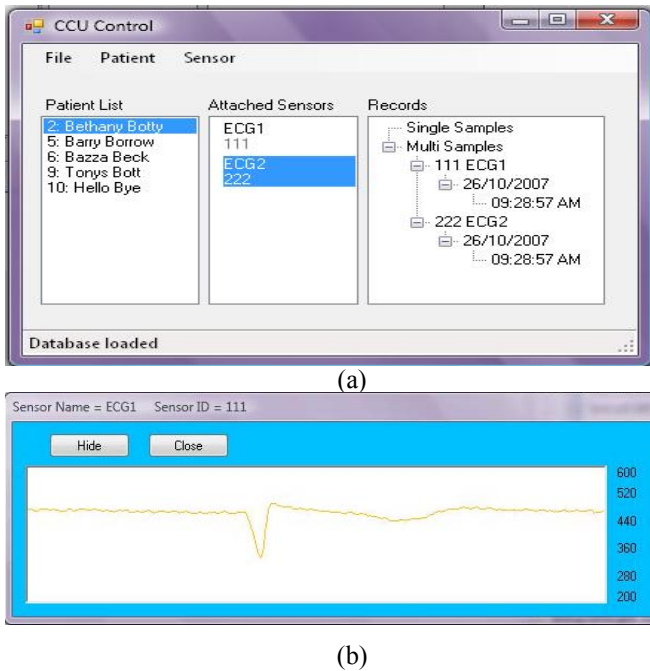 CCU Control
File Patient Sensor
Patient List
2: Bethany Botty
5: Barry Borrow
6: Bazza Beck
9: Tonys Bott
10: Hello Bye
Attached Sensors
ECG1
111
ECG2
222
Records
Single Samples
Multi Samples
111 ECG1
26/10/2007
09:28:57 AM
222 ECG2
26/10/2007
09:28:57 AM
Database loaded
(a)
Sensor Name = ECG1 Sensor ID = 111
Hide Close
600
520
440
360
280
200
(b)